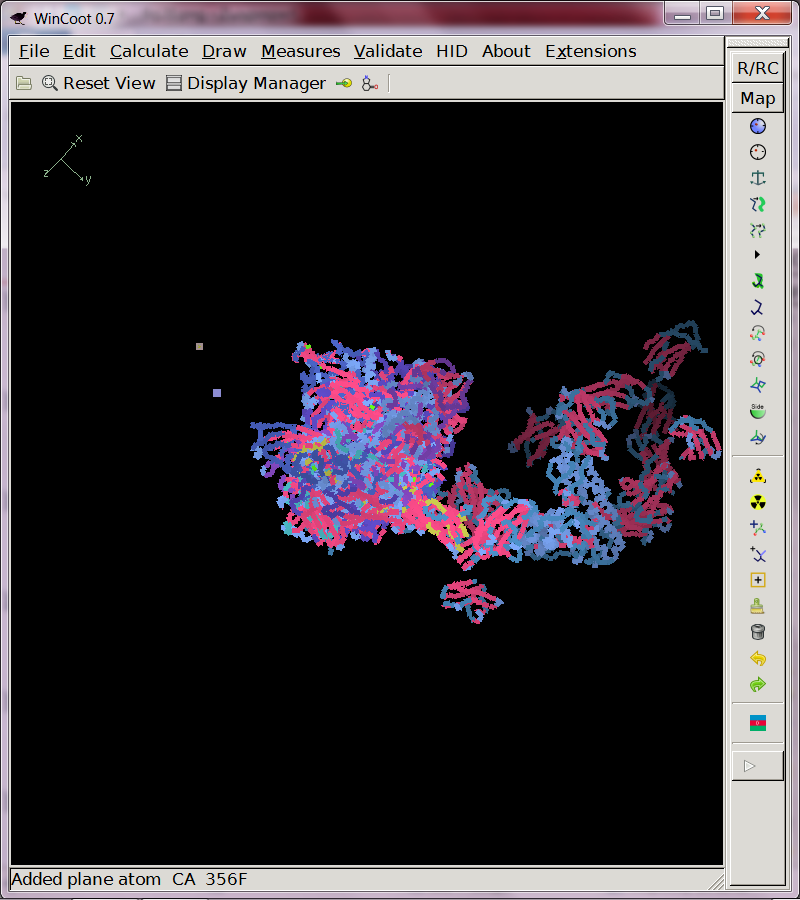 WinCoot 0.7
File Edit Calculate Draw Measures Validate HID About Extensions
Reset View Display Manager
R/RC
Map
x
z
y
Side
Added plane atom CA 356F